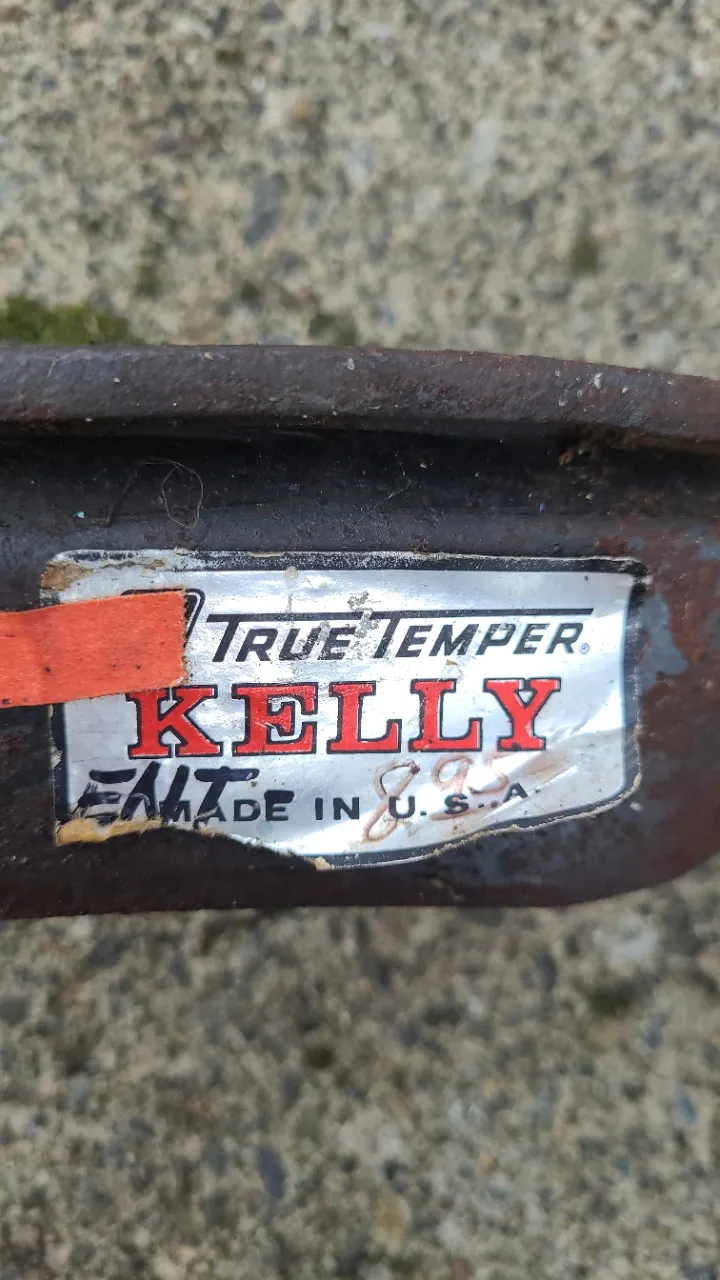 TRUE TEMPER®
KELLY
8.95
MADE IN U.S.A.